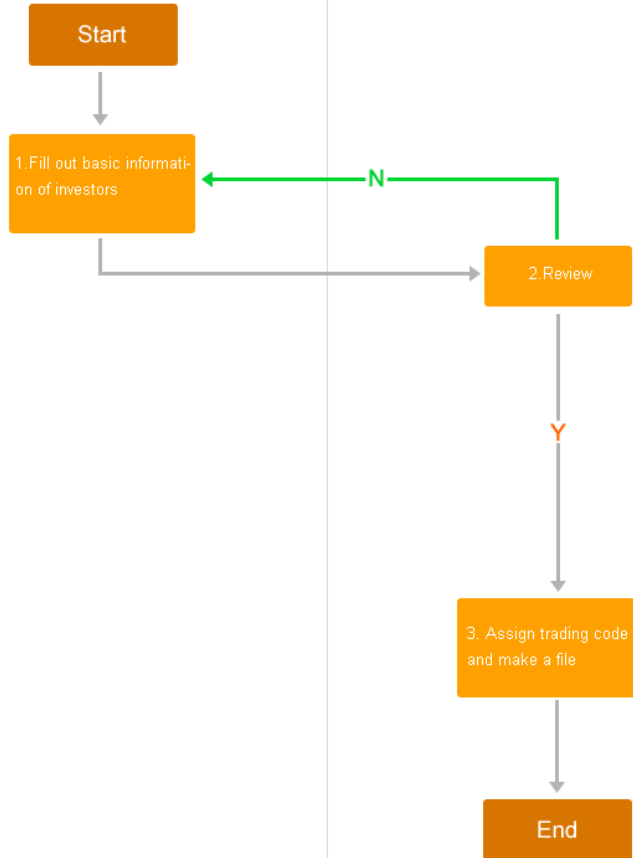 Start
1.Fill out basic informati-
on of investors
N
2.Review
Y
3. Assign trading code
and make a file
End